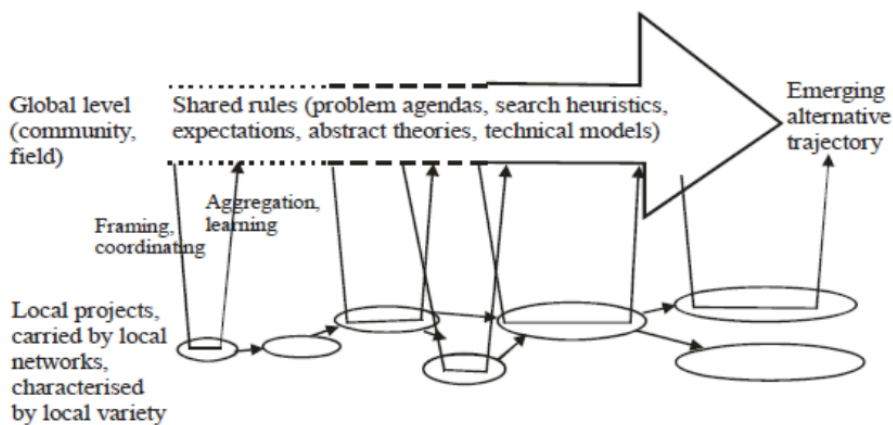 Global level
(community,
field)
Shared rules (problem agendas, search heuristics,
expectations, abstract theories, technical models)
Emerging
alternative
trajectory
Framing,
coordinating
Aggregation,
learning
Local projects,
carried by local
networks,
characterised
by local variety